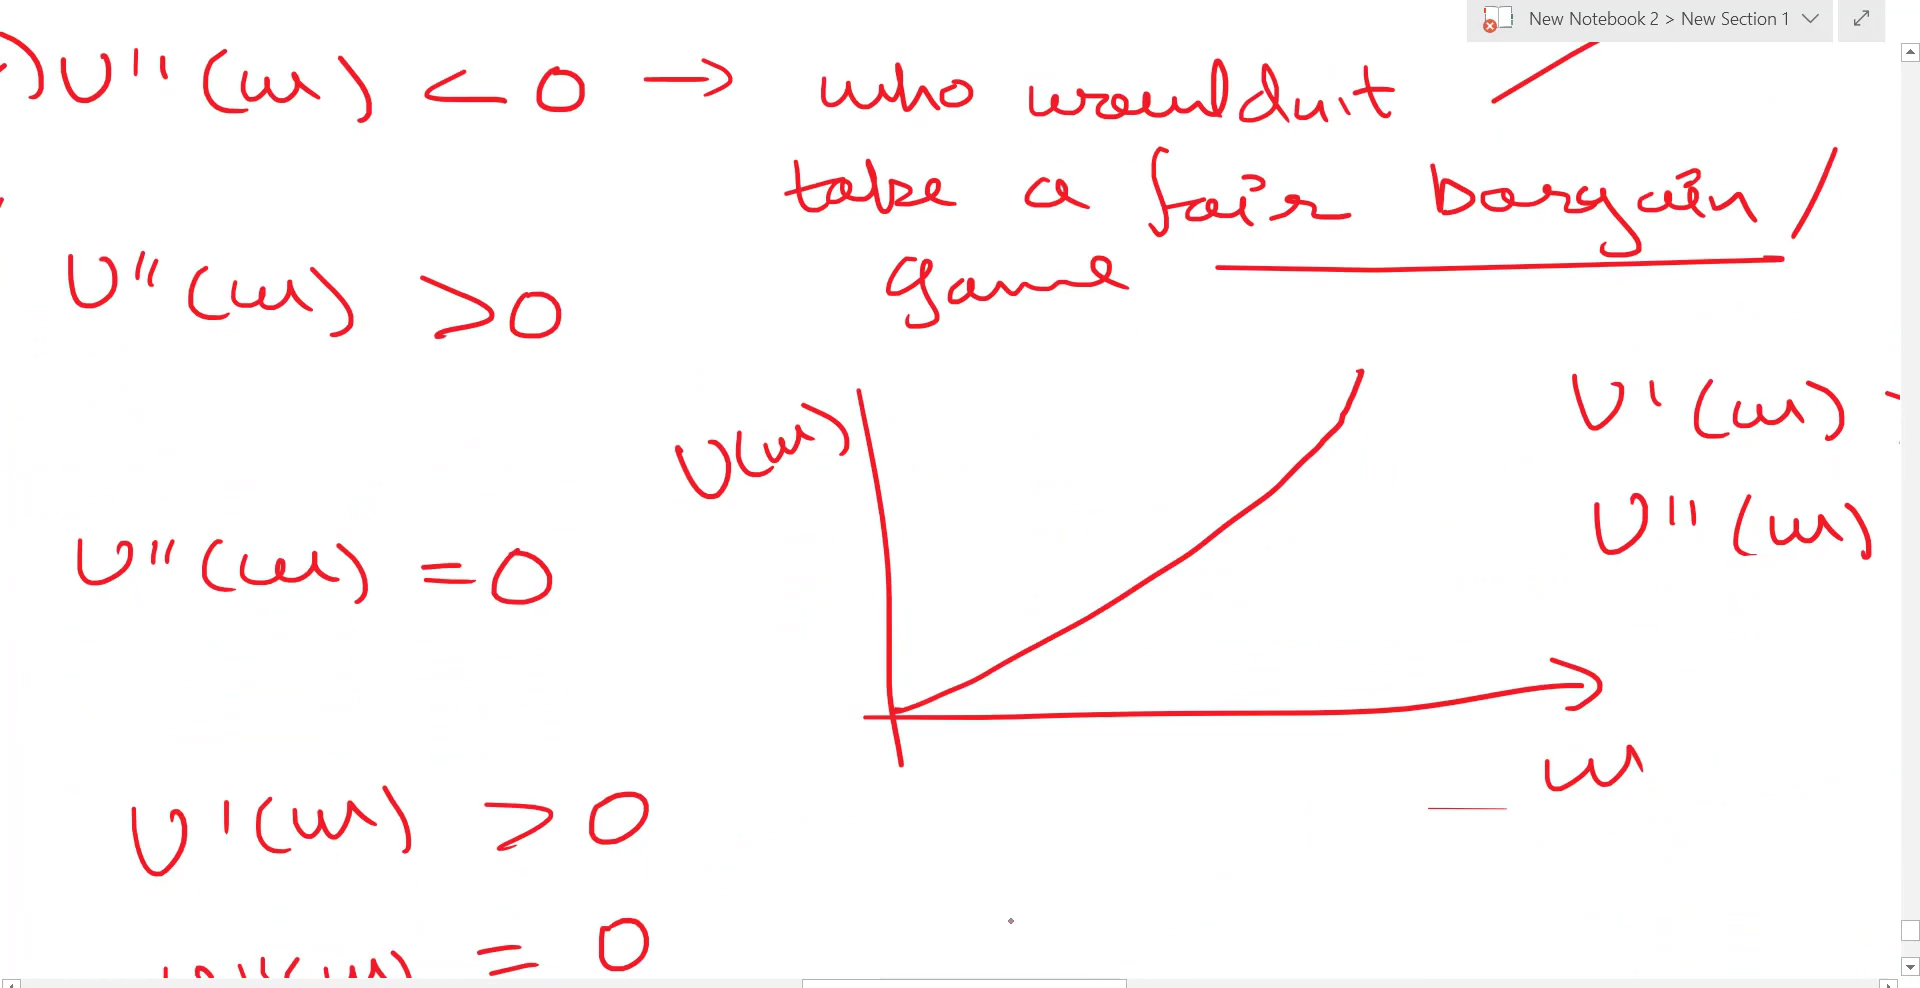 New Notebook 2 > New Section 1
) U''(w) < 0 → who wouldn't
take a fair bargain /
game
U''(w) > 0
U(w)
U'(w)
U''(w)
U''(w) = 0
w
U'(w) > 0
U''(w) = 0